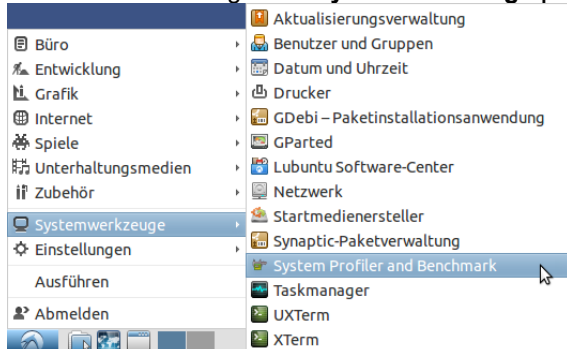 Büro
Entwicklung
Grafik
Internet
Spiele
Unterhaltungsmedien
Zubehör
Systemwerkzeuge
Einstellungen
Ausführen
Abmelden
Aktualisierungsverwaltung
Benutzer und Gruppen
Datum und Uhrzeit
Drucker
GDebi – Paketinstallationsanwendung
GParted
Lubuntu Software-Center
Netzwerk
Startmedienersteller
Synaptic-Paketverwaltung
System Profiler and Benchmark
Taskmanager
UXTerm
XTerm